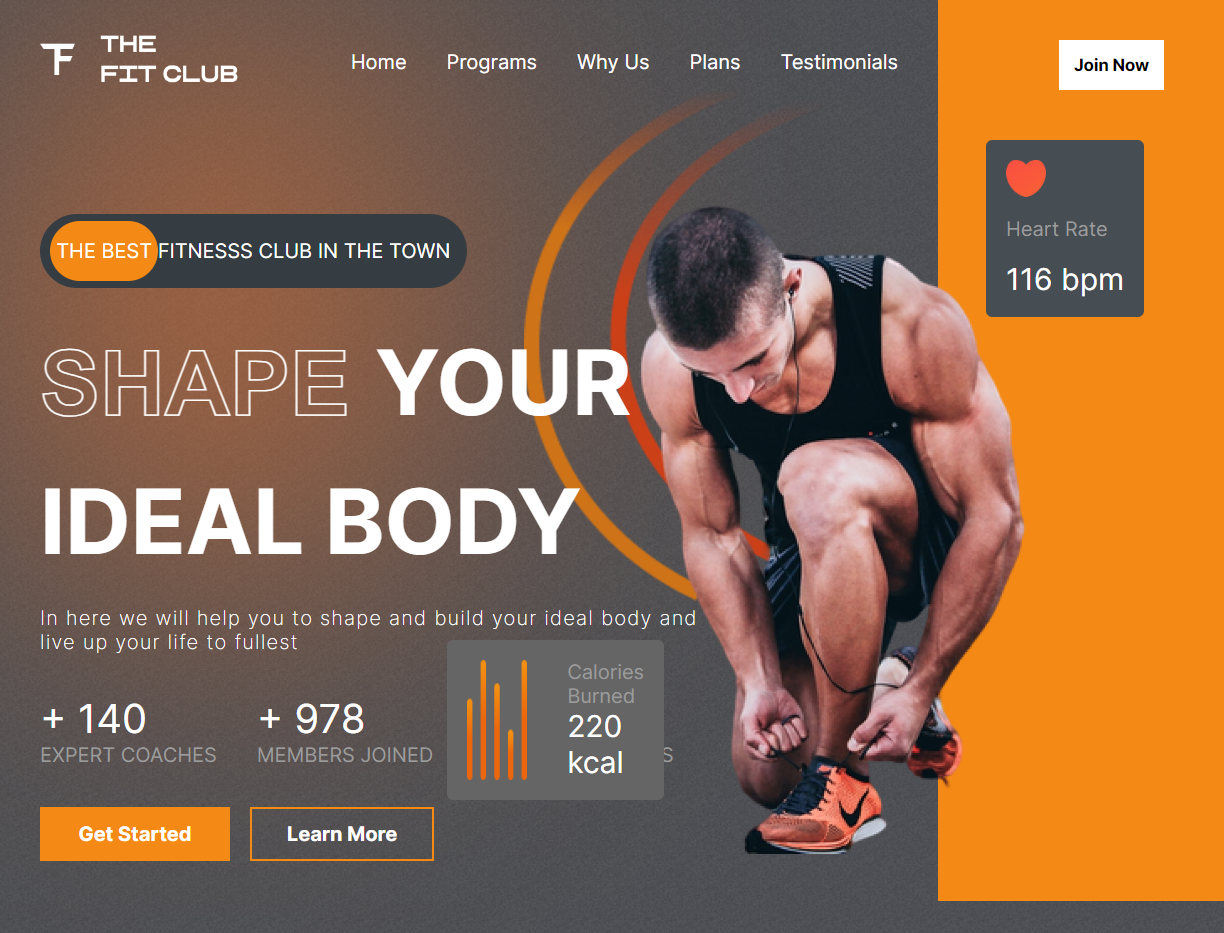 THE
FIT CLUB
Home Programs Why Us Plans Testimonials
Join Now
Heart Rate
116 bpm
THE BEST FITNESSS CLUB IN THE TOWN
SHAPE YOUR
IDEAL BODY
In here we will help you to shape and build your ideal body and
live up your life to fullest
Calories
Burned
220
kcal
+ 140 + 978
EXPERT COACHES MEMBERS JOINED
Get Started Learn More